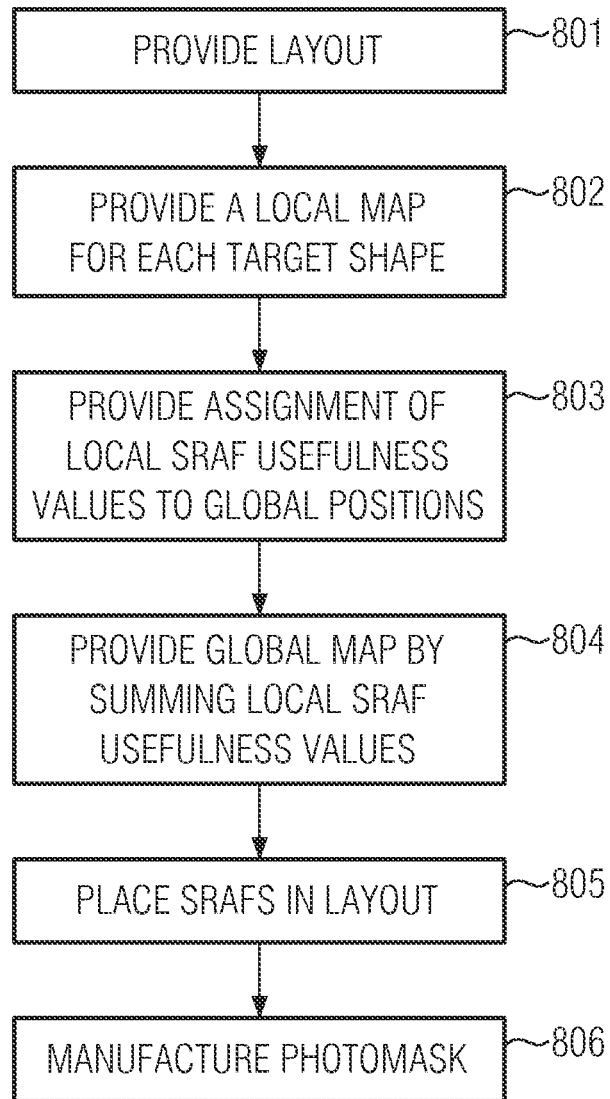 PROVIDE LAYOUT
801
PROVIDE A LOCAL MAP
FOR EACH TARGET SHAPE
802
PROVIDE ASSIGNMENT OF
LOCAL SRAF USEFULNESS
VALUES TO GLOBAL POSITIONS
803
PROVIDE GLOBAL MAP BY
SUMMING LOCAL SRAF
USEFULNESS VALUES
804
PLACE SRAFS IN LAYOUT
805
MANUFACTURE PHOTOMASK
806